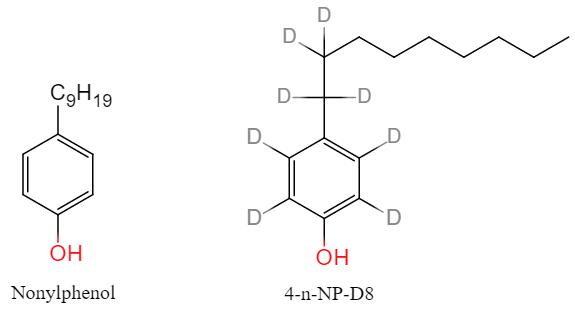 C9H19
OH
Nonylphenol
D
D
D D
D D
D D
OH
4-n-NP-D8